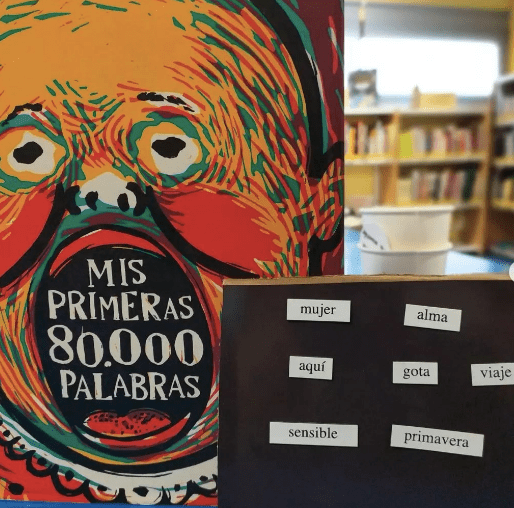 MIS
PRIMERAS
80.000
PALABRAS
mujer alma
aquí gota viaje
sensible primavera